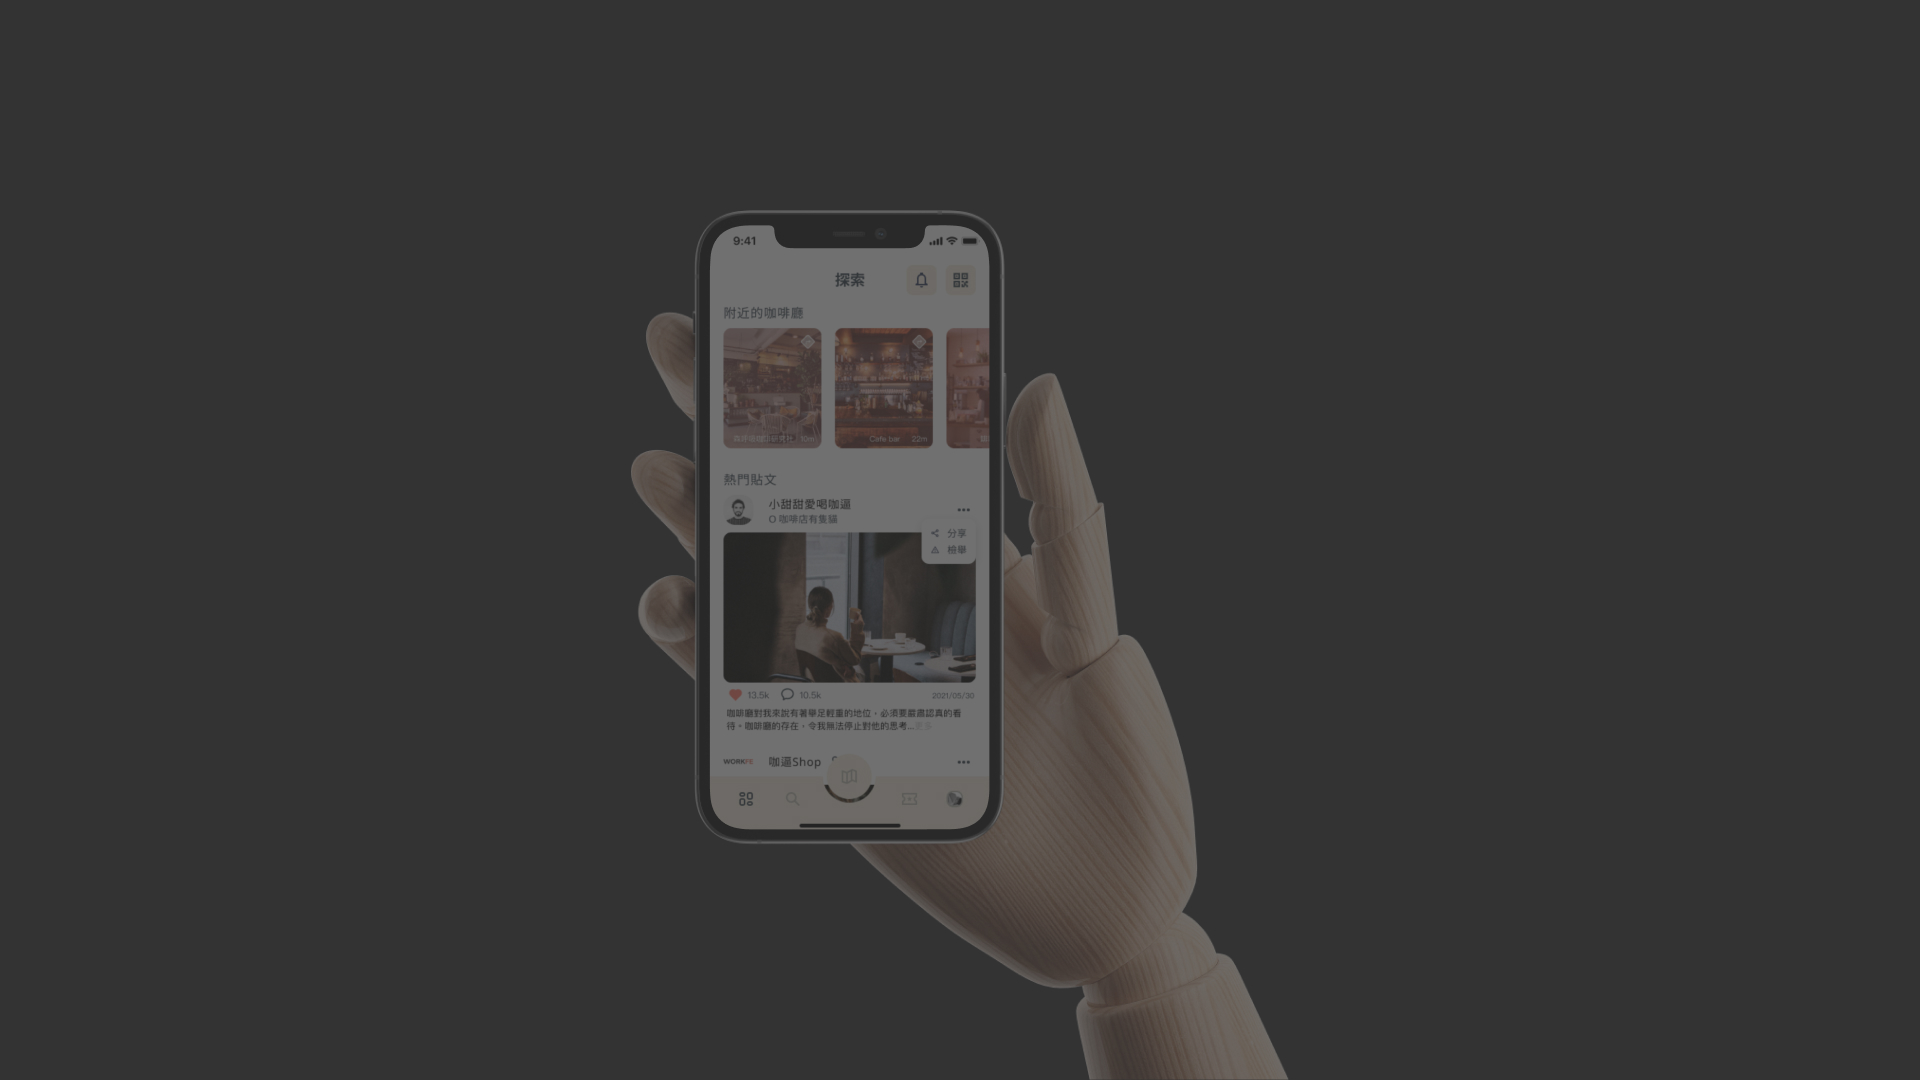 9:41
探索
附近的咖啡廳
10m
Cafe bar 22m
熱門貼文
小甜甜愛喝咖逼
咖啡店有隻貓
分享
檢舉
13.5k 10.5k 2021/05/30
咖啡廳對我來說有著舉足輕重的地位，必須要嚴肅認真的看
待。咖啡廳的存在，令我無法停止對他的思考...更多
WORKFE 咖逼Shop